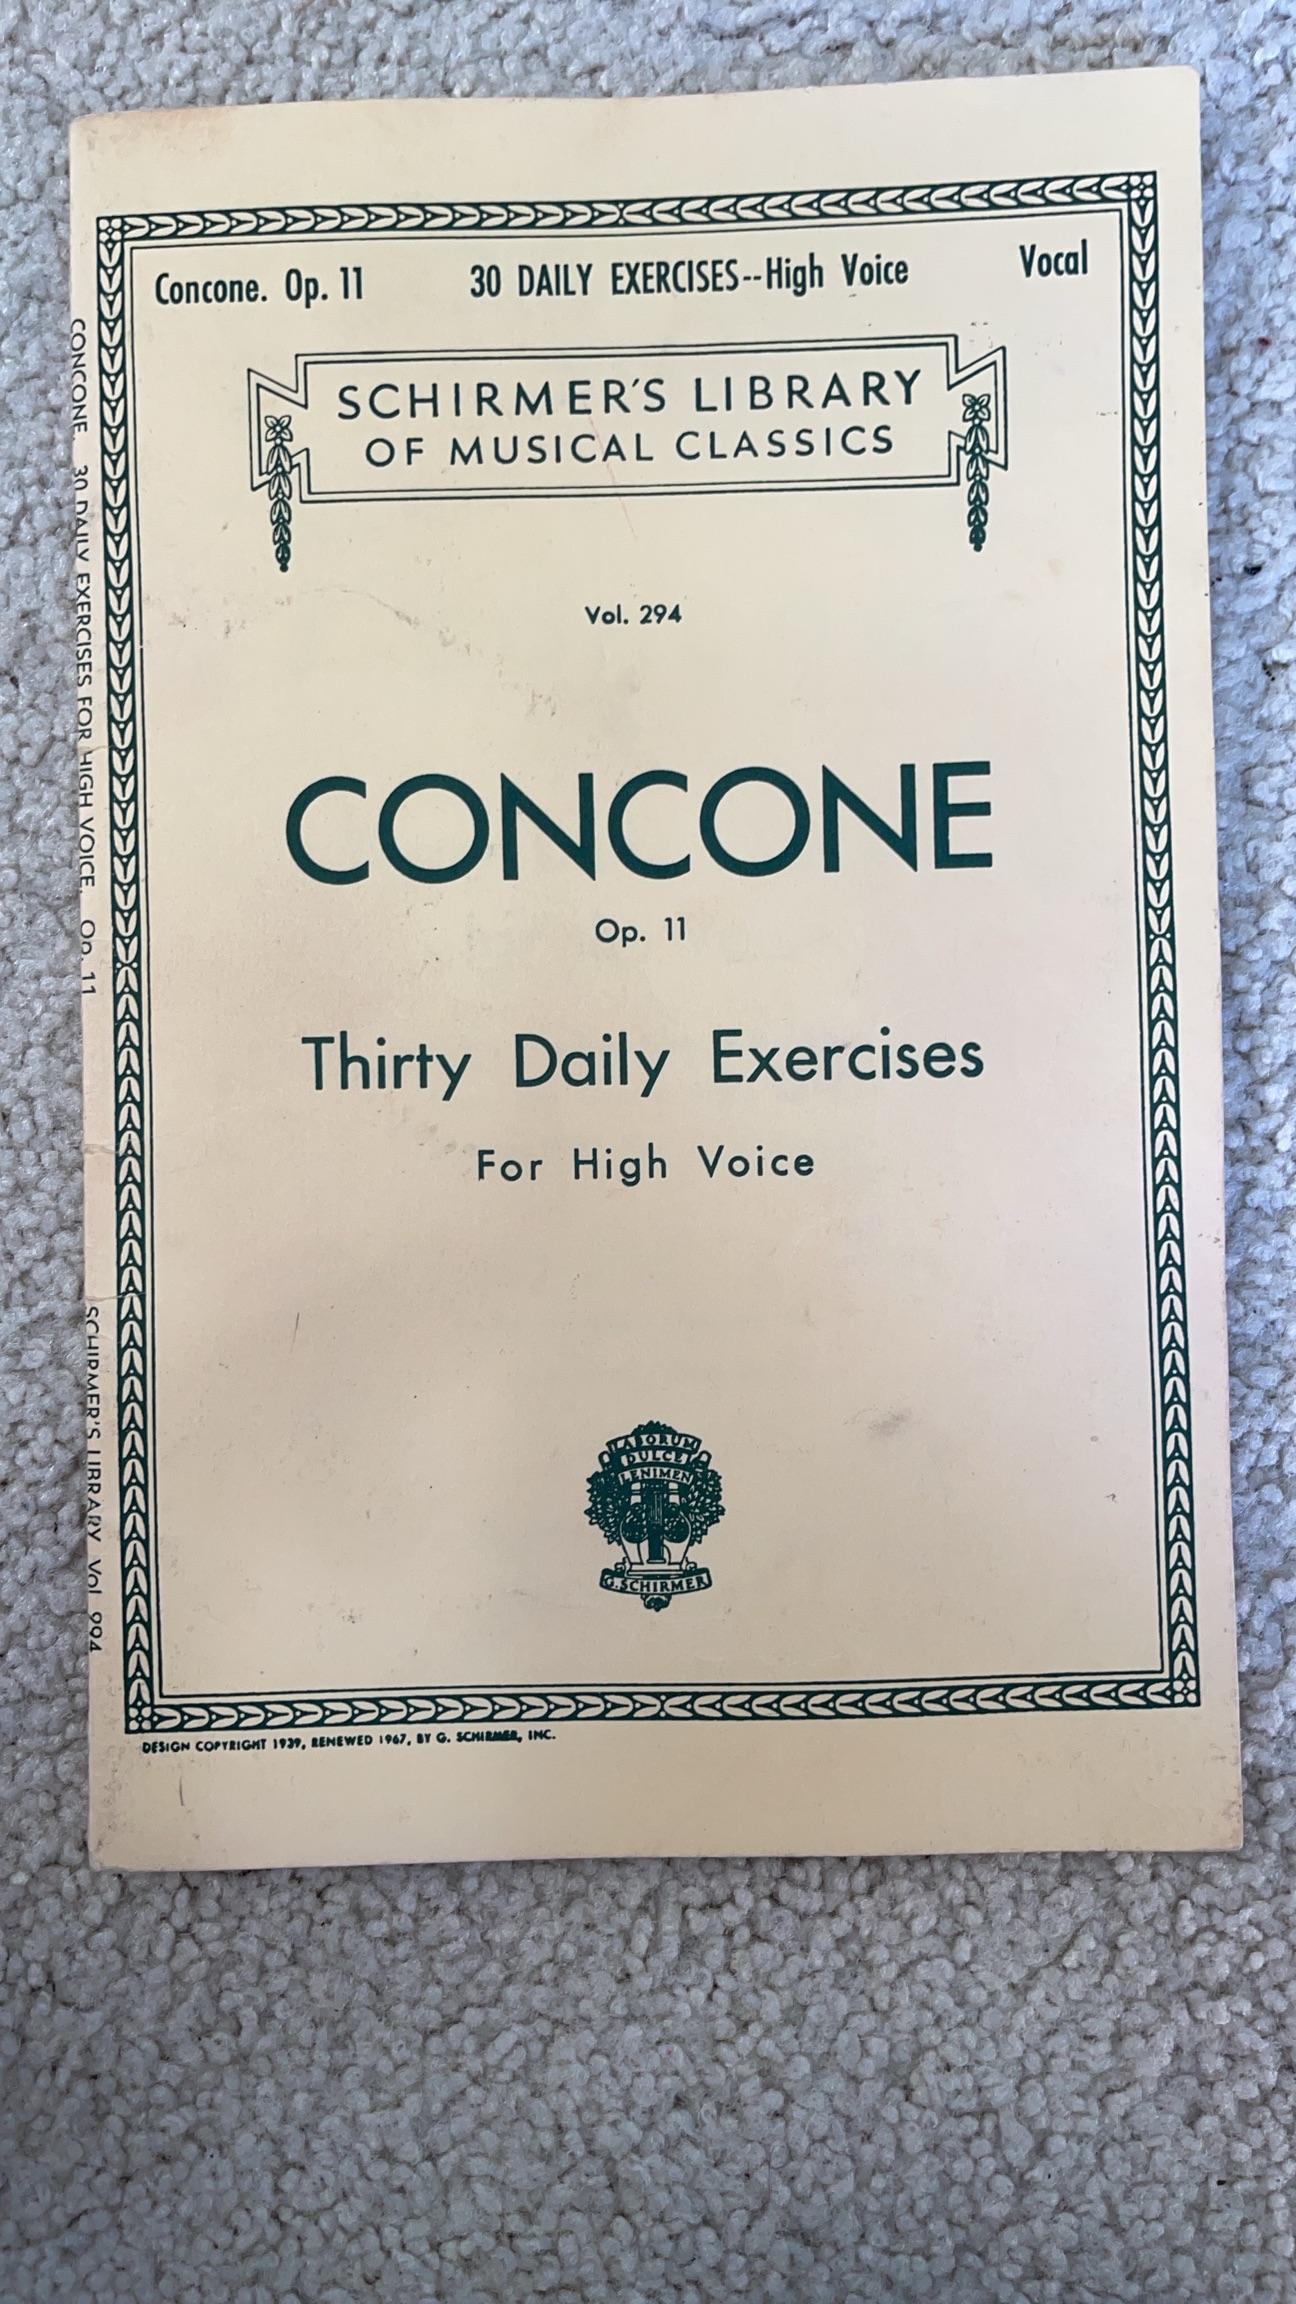 Concone. Op. 11 30 DAILY EXERCISES--High Voice Vocal
SCHIRMER'S LIBRARY
OF MUSICAL CLASSICS
Vol. 294
CONCONE
Op. 11
Thirty Daily Exercises
For High Voice
LABORUM
DULCE
LENIMEN
G. SCHIRMER
DESIGN COPYRIGHT 1939, RENEWED 1967, BY G. SCHIRMER, INC.
CONCONE. 30 DAILY EXERCISES FOR HIGH VOICE. Op. 11 SCHIRMER'S LIBRARY Vol. 294